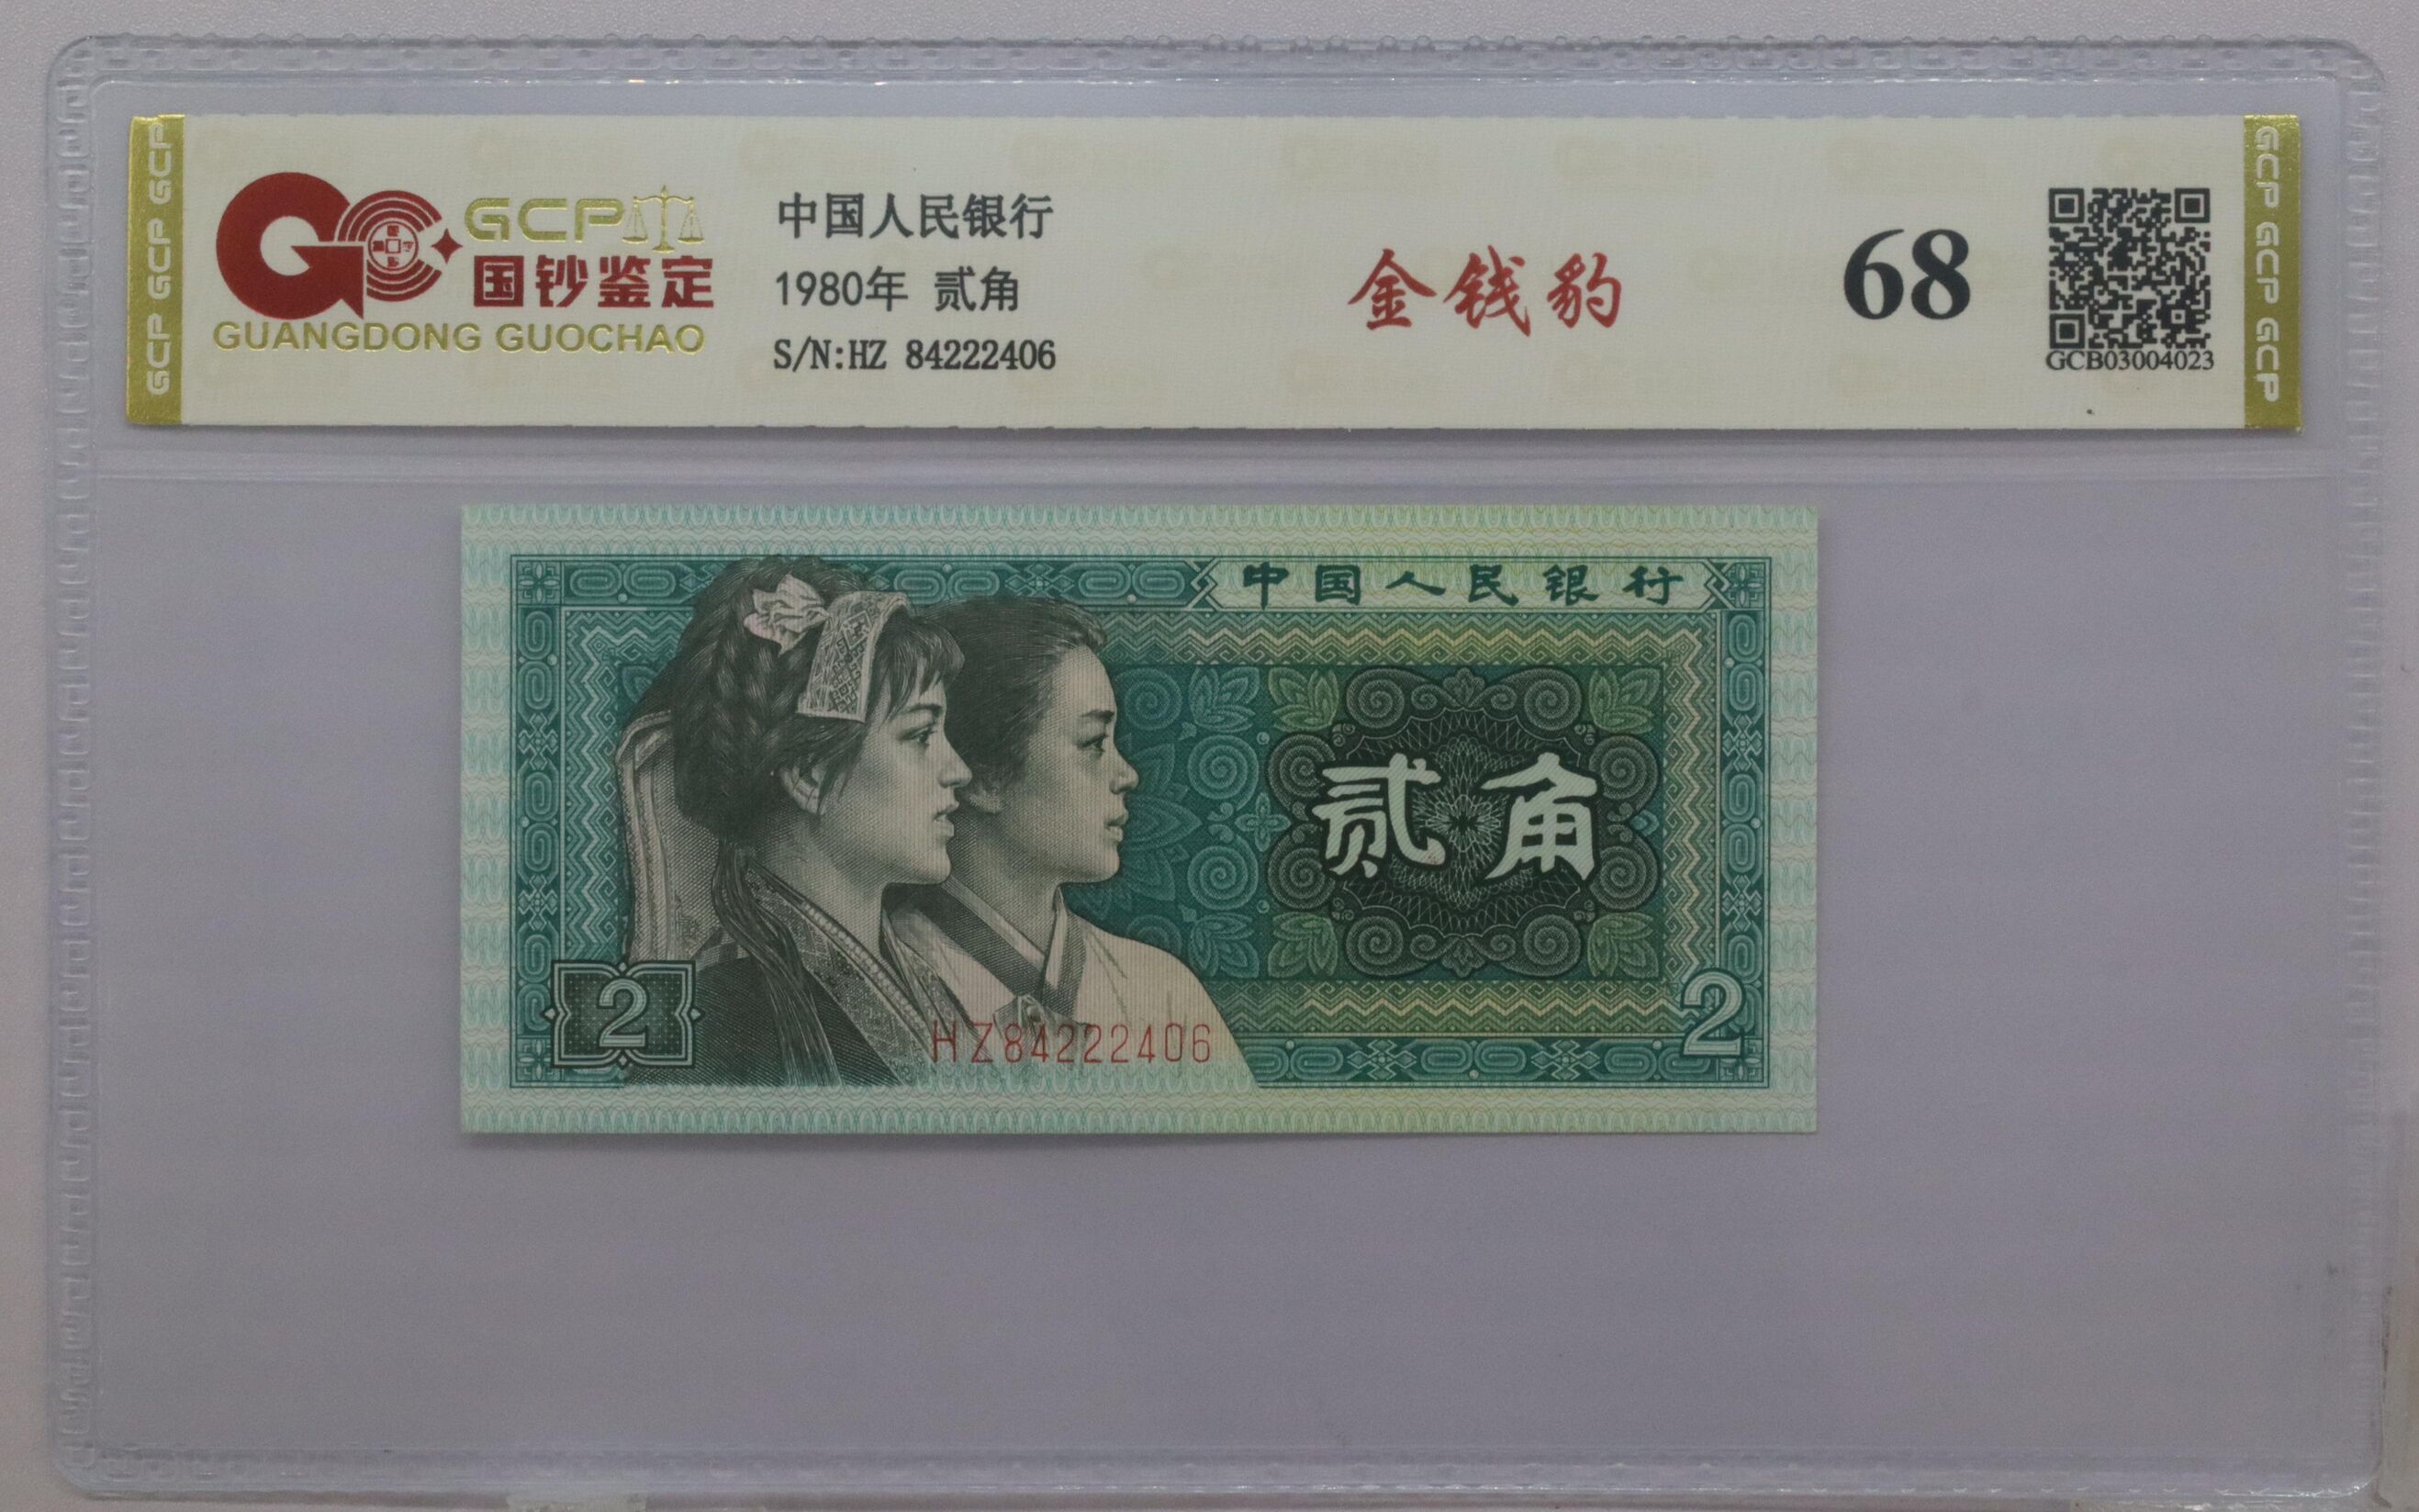 GCP GCP GCP
GCP
国钞鉴定
GUANGDONG GUOCHAO
中国人民银行
1980年 贰角
S/N:HZ 84222406
金钱豹
68
GCB03004023
GCP GCP GCP
中国人民银行
贰角
2
HZ84222406
2